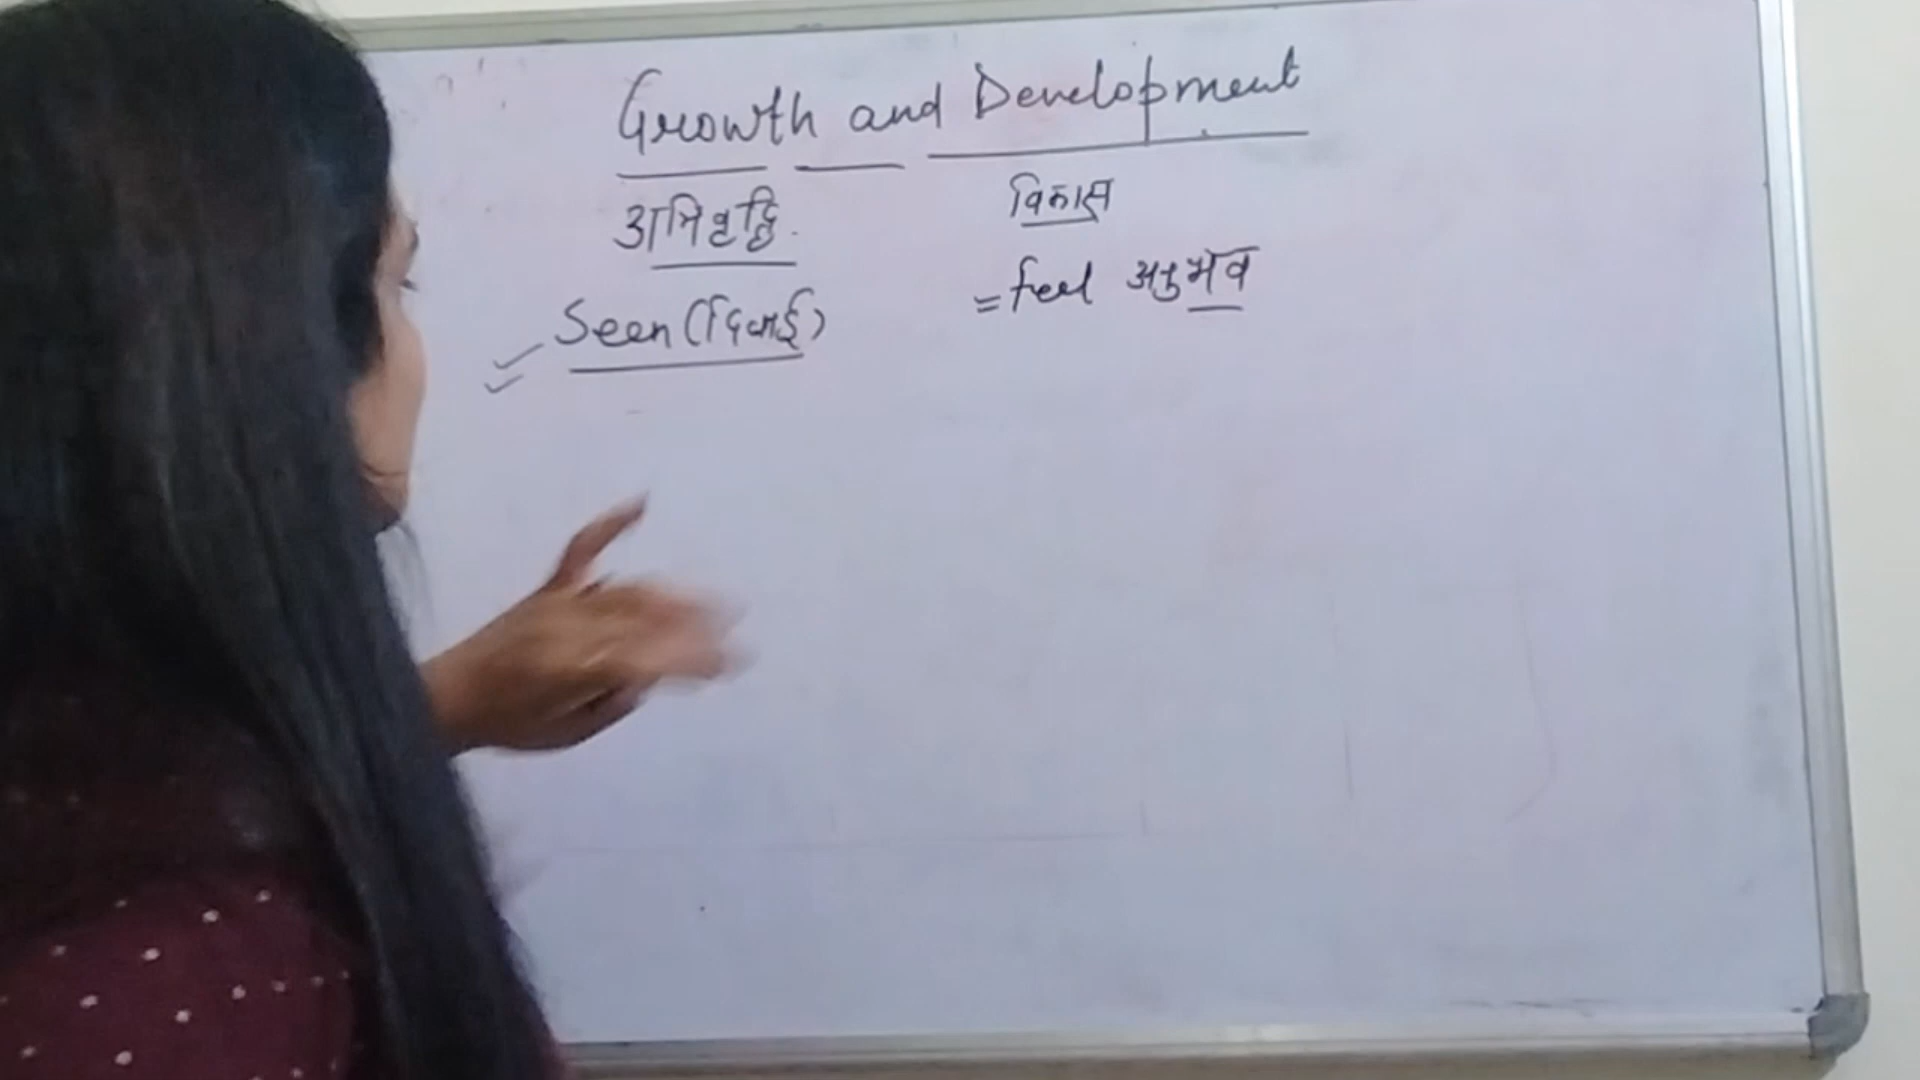 Growth and Development
अभिवृद्धि विकास
Seen (दिखाई) = feel अनुभव